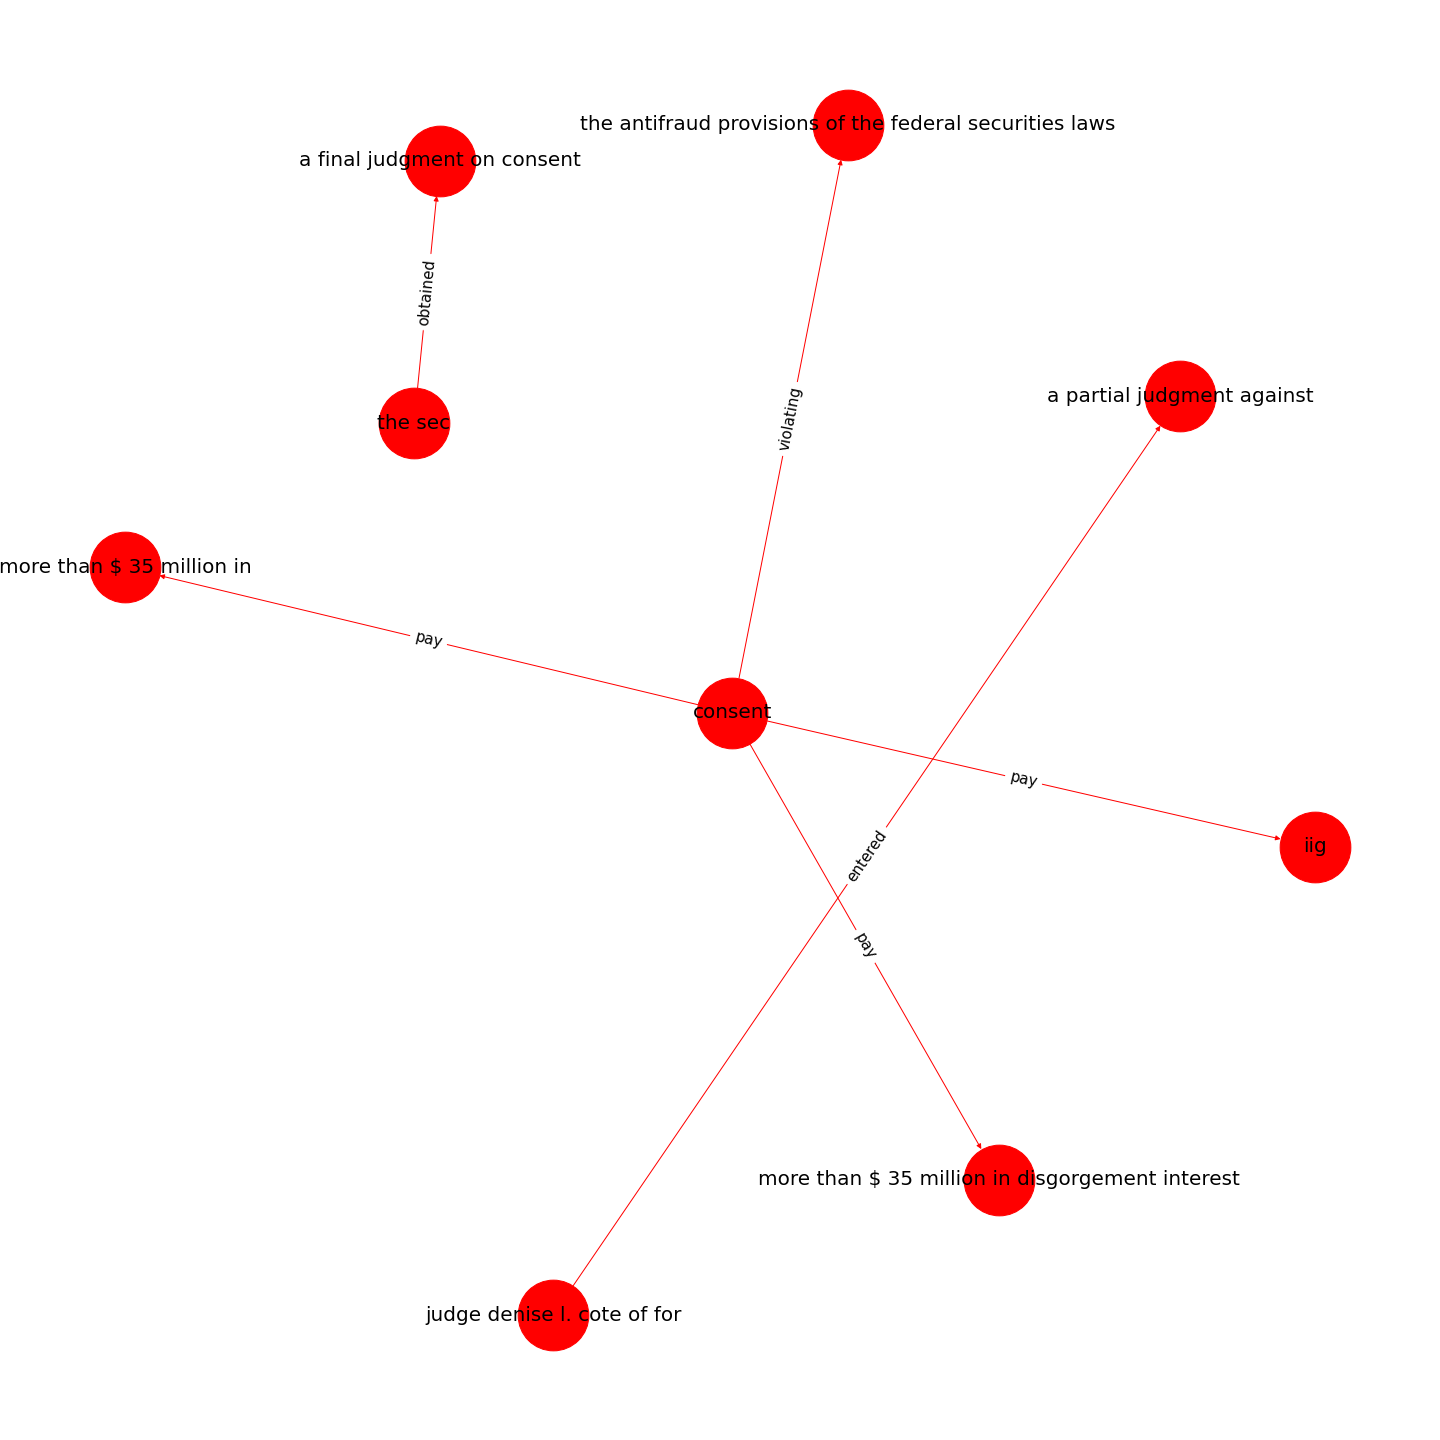 the antifraud provisions of the federal securities laws
a final judgment on consent
obtained
violating
a partial judgment against
the sec
more than $ 35 million in
pay
consent
pay
iig
entered
pay
more than $ 35 million in disgorgement interest
judge denise l. cote of for